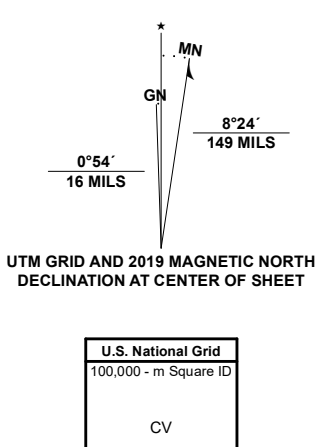 ★
MN
GN
8°24´
149 MILS
0°54´
16 MILS
UTM GRID AND 2019 MAGNETIC NORTH
DECLINATION AT CENTER OF SHEET
U.S. National Grid
100,000 - m Square ID
CV